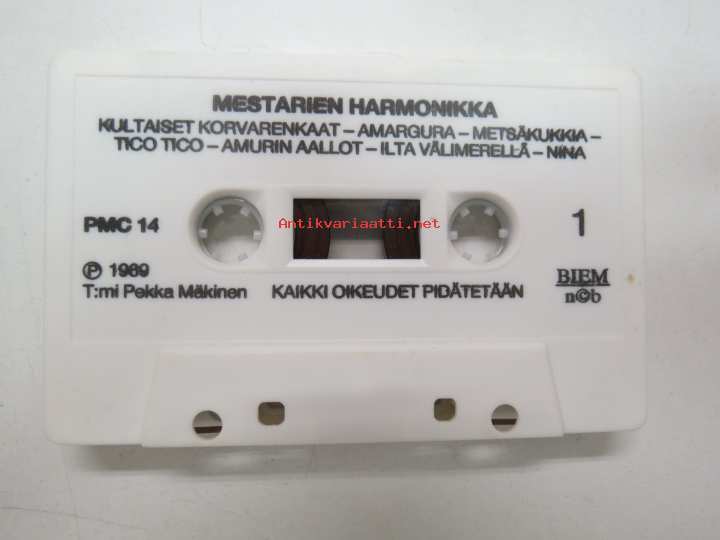 MESTARIEN HARMONIKKA
KULTAISET KORVARENKAAT – AMARGURA – METSÄKUKKIA –
TICO TICO – AMURIN AALLOT – ILTA VÄLIMERELLÄ – NINA
Antikvariaatti.net
PMC 14
1
℗ 1989
T:mi Pekka Mäkinen KAIKKI OIKEUDET PIDÄTETÄÄN
BIEM
n©b